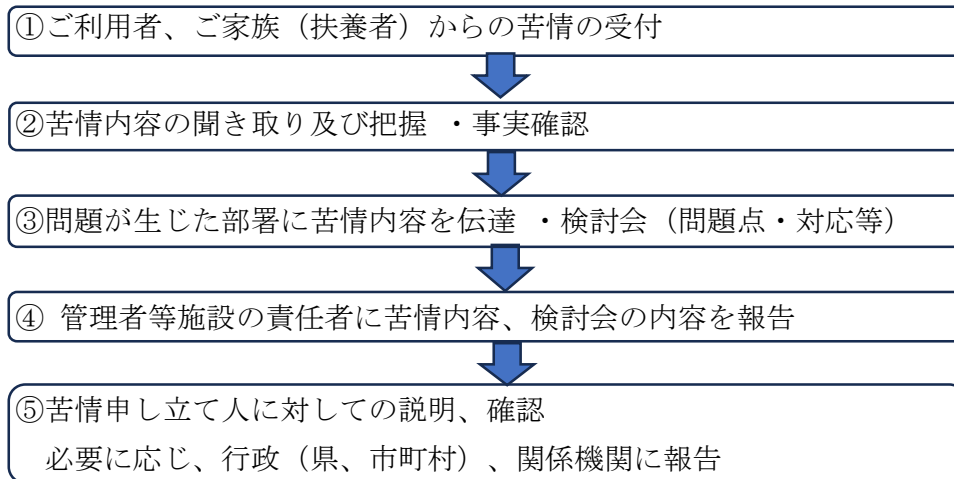 ①ご利用者、ご家族（扶養者）からの苦情の受付
②苦情内容の聞き取り及び把握 ・事実確認
③問題が生じた部署に苦情内容を伝達 ・検討会（問題点・対応等）
④ 管理者等施設の責任者に苦情内容、検討会の内容を報告
⑤苦情申し立て人に対しての説明、確認
必要に応じ、行政（県、市町村）、関係機関に報告